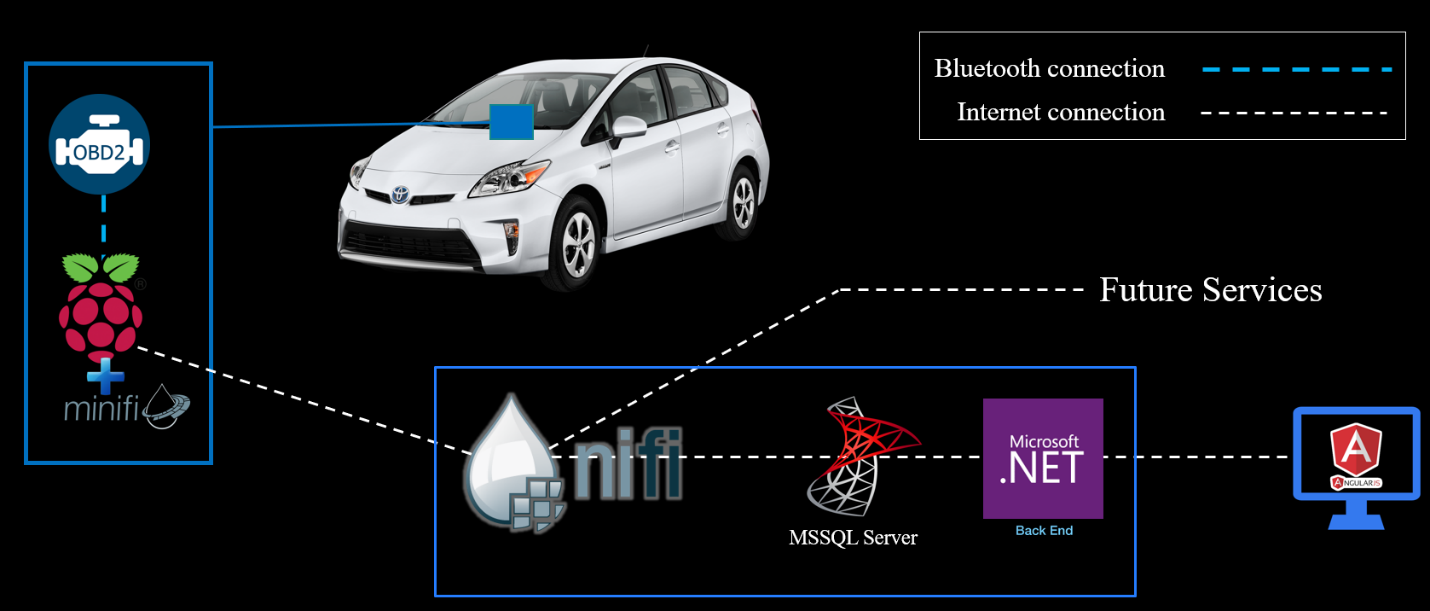 Bluetooth connection
Internet connection
OBD2
®
minifi
Future Services
nifi
MSSQL Server
Microsoft
.NET
Back End
A
ANGULARJS